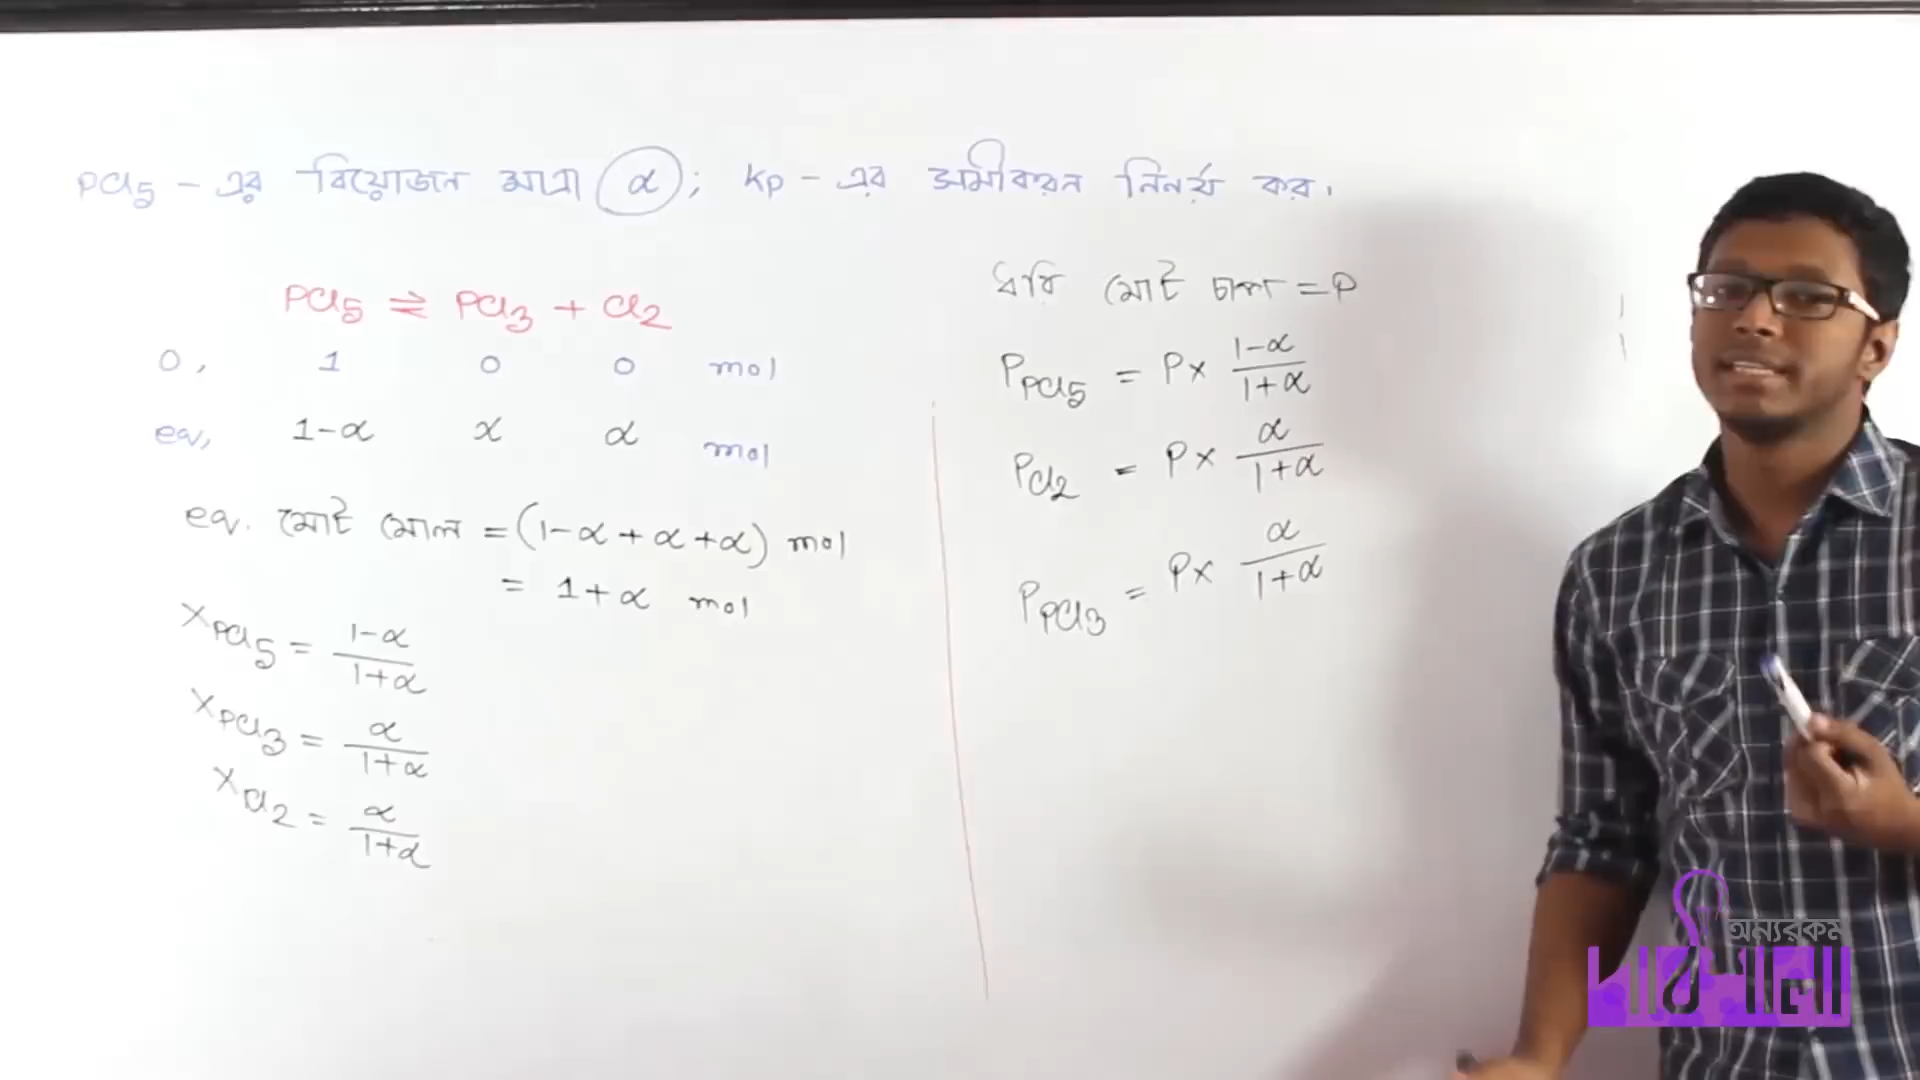 PCl5 - এর বিয়োজন মাত্রা α; Kp - এর সমীকরন নির্নয় কর।
PCl5 ⇌ PCl3 + Cl2
0, 1 0 0 mol
eq, 1-α α α mol
eq. মোট মোল = (1-α+α+α) mol
= 1+α mol
XPCl5 = 1-α/1+α
XPCl3 = α/1+α
XCl2 = α/1+α
ধরি মোট চাপ = P
PPCl5 = P× 1-α/1+α
PCl2 = P× α/1+α
PPCl3 = P× α/1+α
অন্যরকম
পাঠশালা